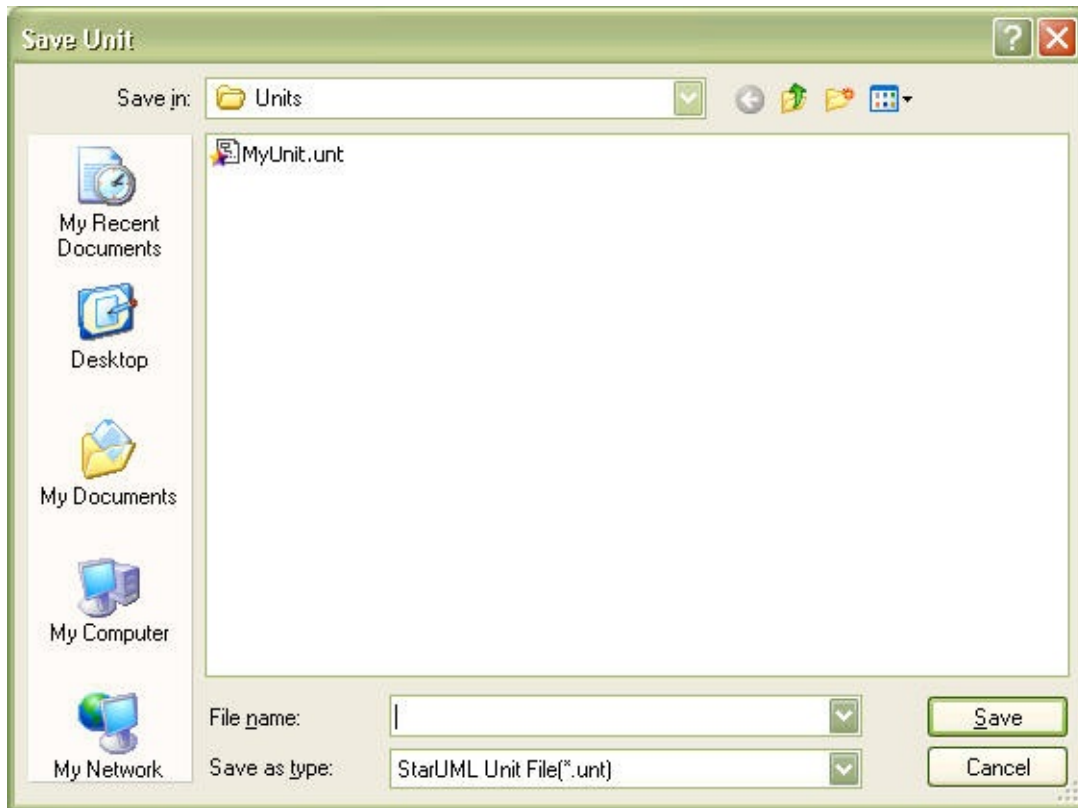 Save Unit
Save in:
Units
MyUnit.unt
My Recent
Documents
Desktop
My Documents
My Computer
My Network
File name:
Save
Save as type:
StarUML Unit File(*.unt)
Cancel